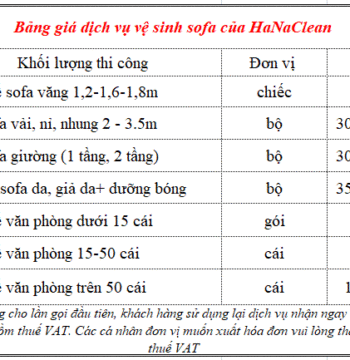 Bảng giá dịch vụ vệ sinh sofa của HaNaClean
Khối lượng thi công Đơn vị
sofa văng 1,2-1,6-1,8m chiếc
vải, ni, nhung 2 - 3.5m bộ 30
giường (1 tầng, 2 tầng) bộ 30
sofa da, giả da+ dưỡng bóng bộ 35
văn phòng dưới 15 cái gói
văn phòng 15-50 cái cái
văn phòng trên 50 cái cái 1
cho lần gọi đầu tiên, khách hàng sử dụng lại dịch vụ nhận ngay
thuế VAT. Các cá nhân đơn vị muốn xuất hóa đơn vui lòng
thuế VAT